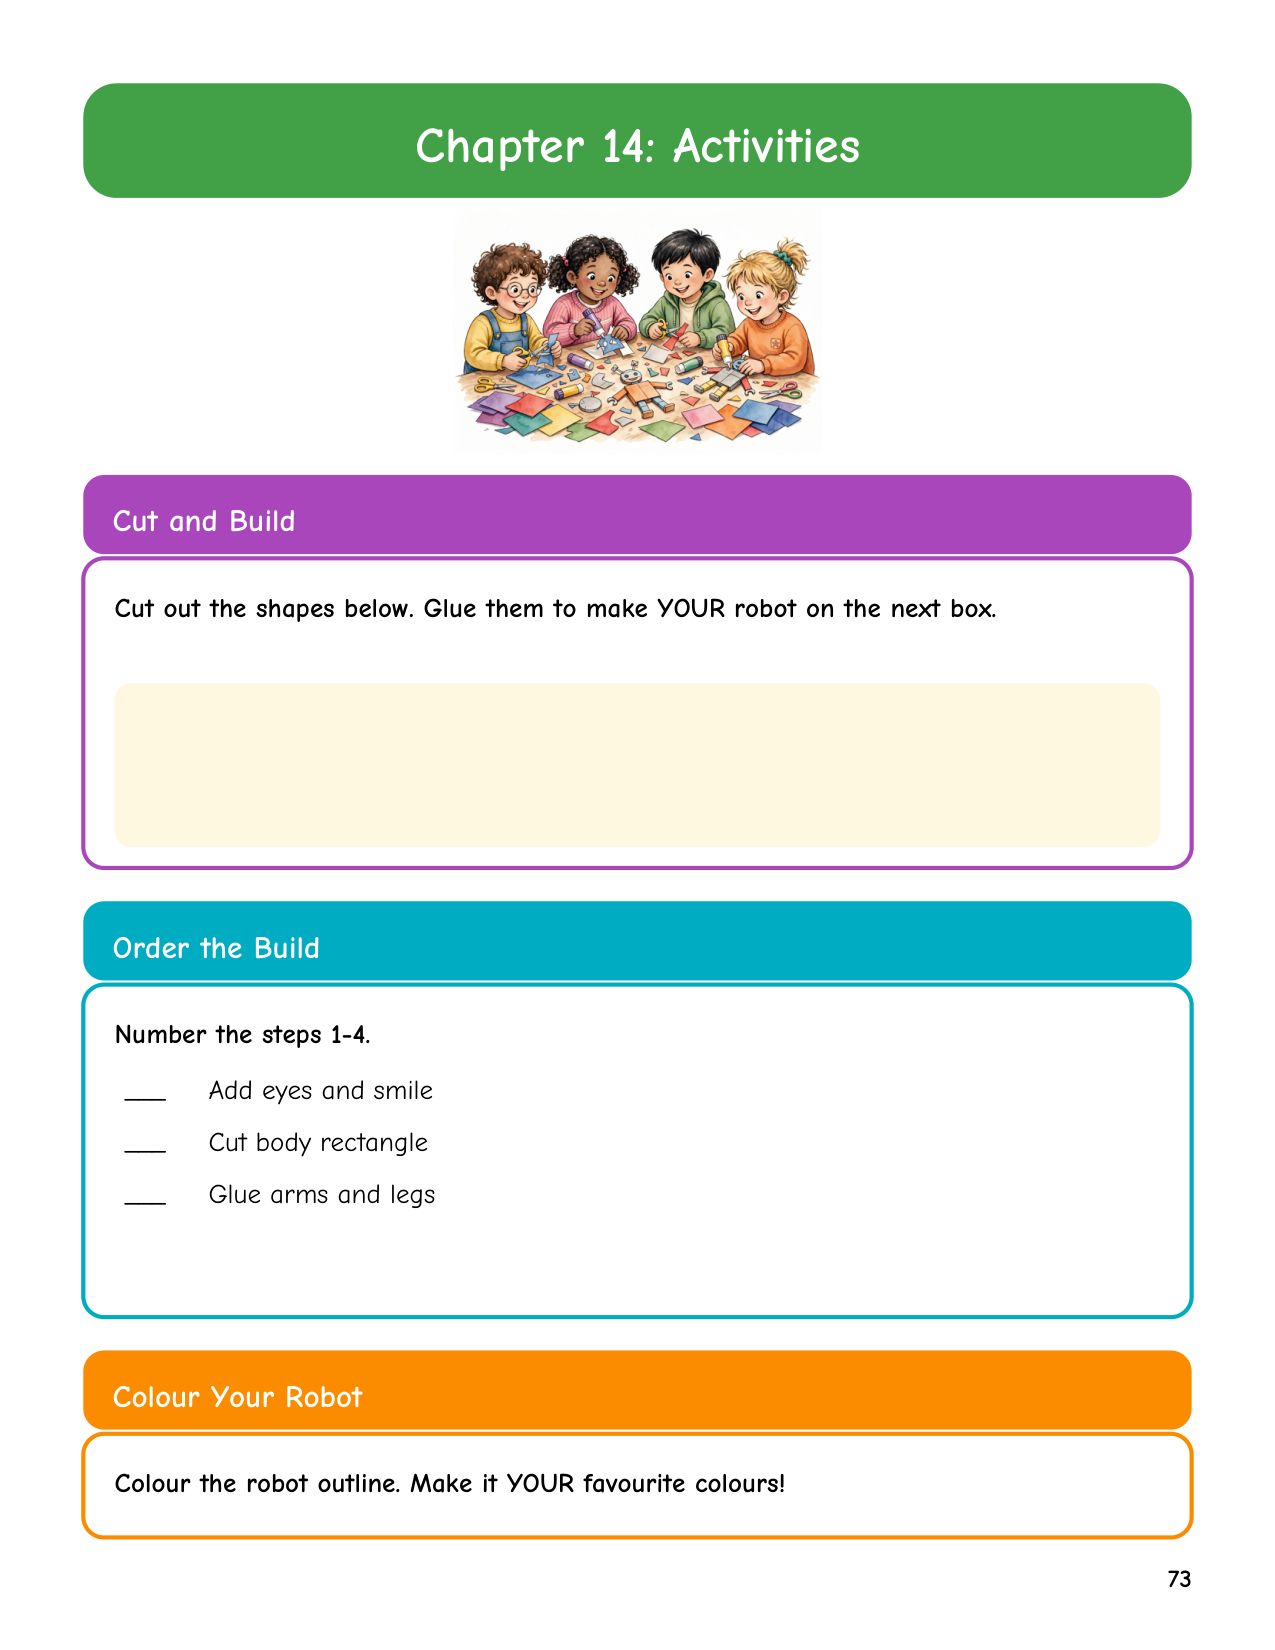 Chapter 14: Activities
Cut and Build
Cut out the shapes below. Glue them to make YOUR robot on the next box.
Order the Build
Number the steps 1-4.
___ Add eyes and smile
___ Cut body rectangle
___ Glue arms and legs
Colour Your Robot
Colour the robot outline. Make it YOUR favourite colours!
73